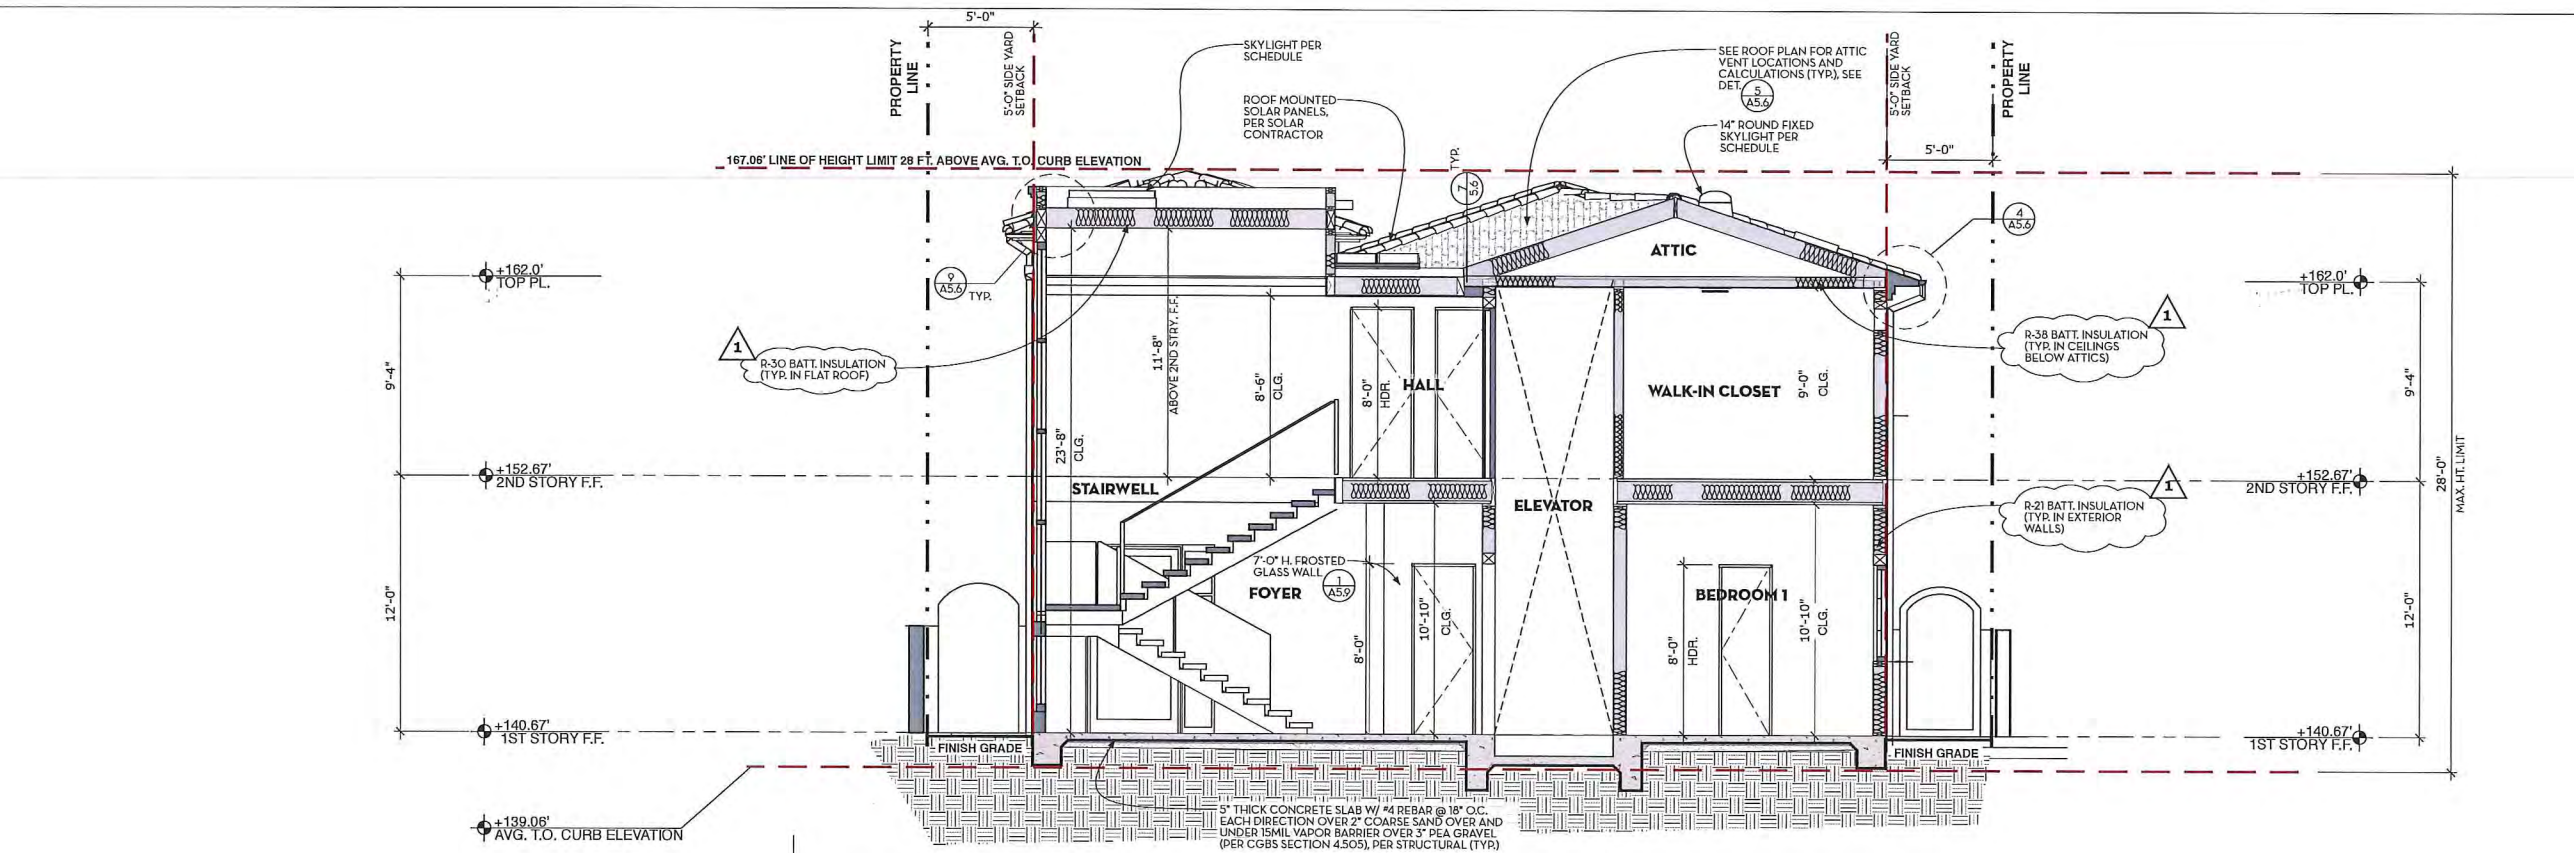 5'-0"
PROPERTY
LINE
5'-0" SIDE YARD
SETBACK
SKYLIGHT PER
SCHEDULE
ROOF MOUNTED
SOLAR PANELS,
PER SOLAR
CONTRACTOR
SEE ROOF PLAN FOR ATTIC
VENT LOCATIONS AND
CALCULATIONS (TYP.), SEE
DET.
5
A5.6
14" ROUND FIXED
SKYLIGHT PER
SCHEDULE
5'-0" SIDE YARD
SETBACK
PROPERTY
LINE
5'-0"
167.06' LINE OF HEIGHT LIMIT 28 FT. ABOVE AVG. T.O. CURB ELEVATION
TYP.
7
5.6
4
A5.6
9
A5.6
TYP.
ATTIC
+162.0'
TOP PL.
+162.0'
TOP PL.
1
R-30 BATT. INSULATION
(TYP. IN FLAT ROOF)
1
R-38 BATT. INSULATION
(TYP. IN CEILINGS
BELOW ATTICS)
9'-4"
23'-8"
CLG.
11'-8"
ABOVE 2ND STRY. F.F.
8'-6"
CLG.
8'-0"
HDR.
HALL
WALK-IN CLOSET
9'-0"
CLG.
9'-4"
28'-0"
MAX. HT. LIMIT
+152.67'
2ND STORY F.F.
+152.67'
2ND STORY F.F.
STAIRWELL
ELEVATOR
1
R-21 BATT. INSULATION
(TYP. IN EXTERIOR
WALLS)
7'-0" H. FROSTED
GLASS WALL
1
A5.9
FOYER
BEDROOM 1
12'-0"
8'-0"
10'-10"
CLG.
8'-0"
HDR.
10'-10"
CLG.
12'-0"
+140.67'
1ST STORY F.F.
+140.67'
1ST STORY F.F.
FINISH GRADE
FINISH GRADE
5" THICK CONCRETE SLAB W/ #4 REBAR @ 18" O.C.
EACH DIRECTION OVER 2" COARSE SAND OVER AND
UNDER 15MIL VAPOR BARRIER OVER 3" PEA GRAVEL
(PER CGBS SECTION 4.505), PER STRUCTURAL (TYP.)
+139.06'
AVG. T.O. CURB ELEVATION